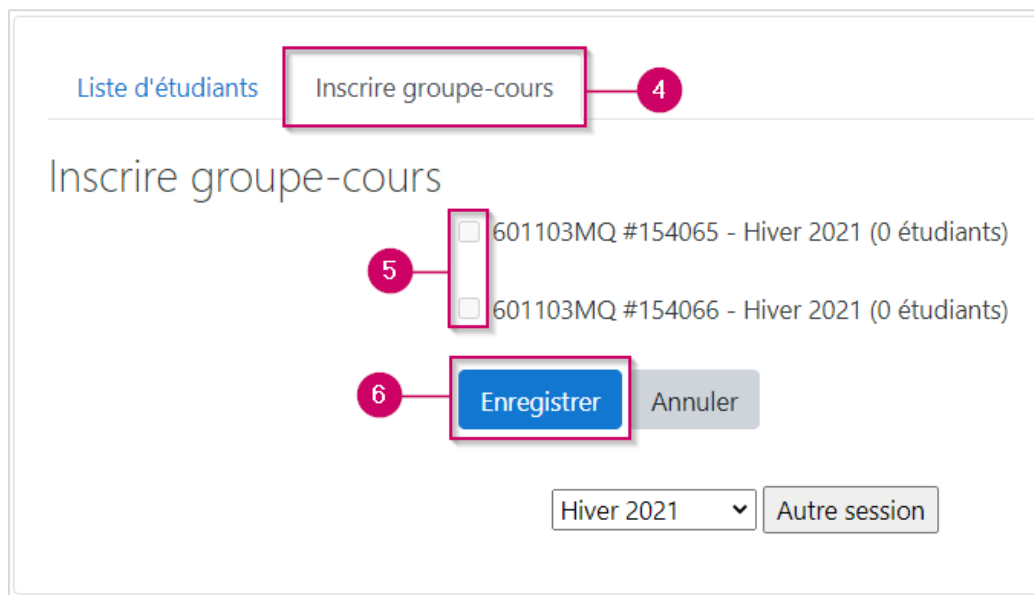 Liste d'étudiants Inscrire groupe-cours 4
Inscrire groupe-cours
601103MQ #154065 - Hiver 2021 (0 étudiants)
5
601103MQ #154066 - Hiver 2021 (0 étudiants)
6 Enregistrer Annuler
Hiver 2021 Autre session